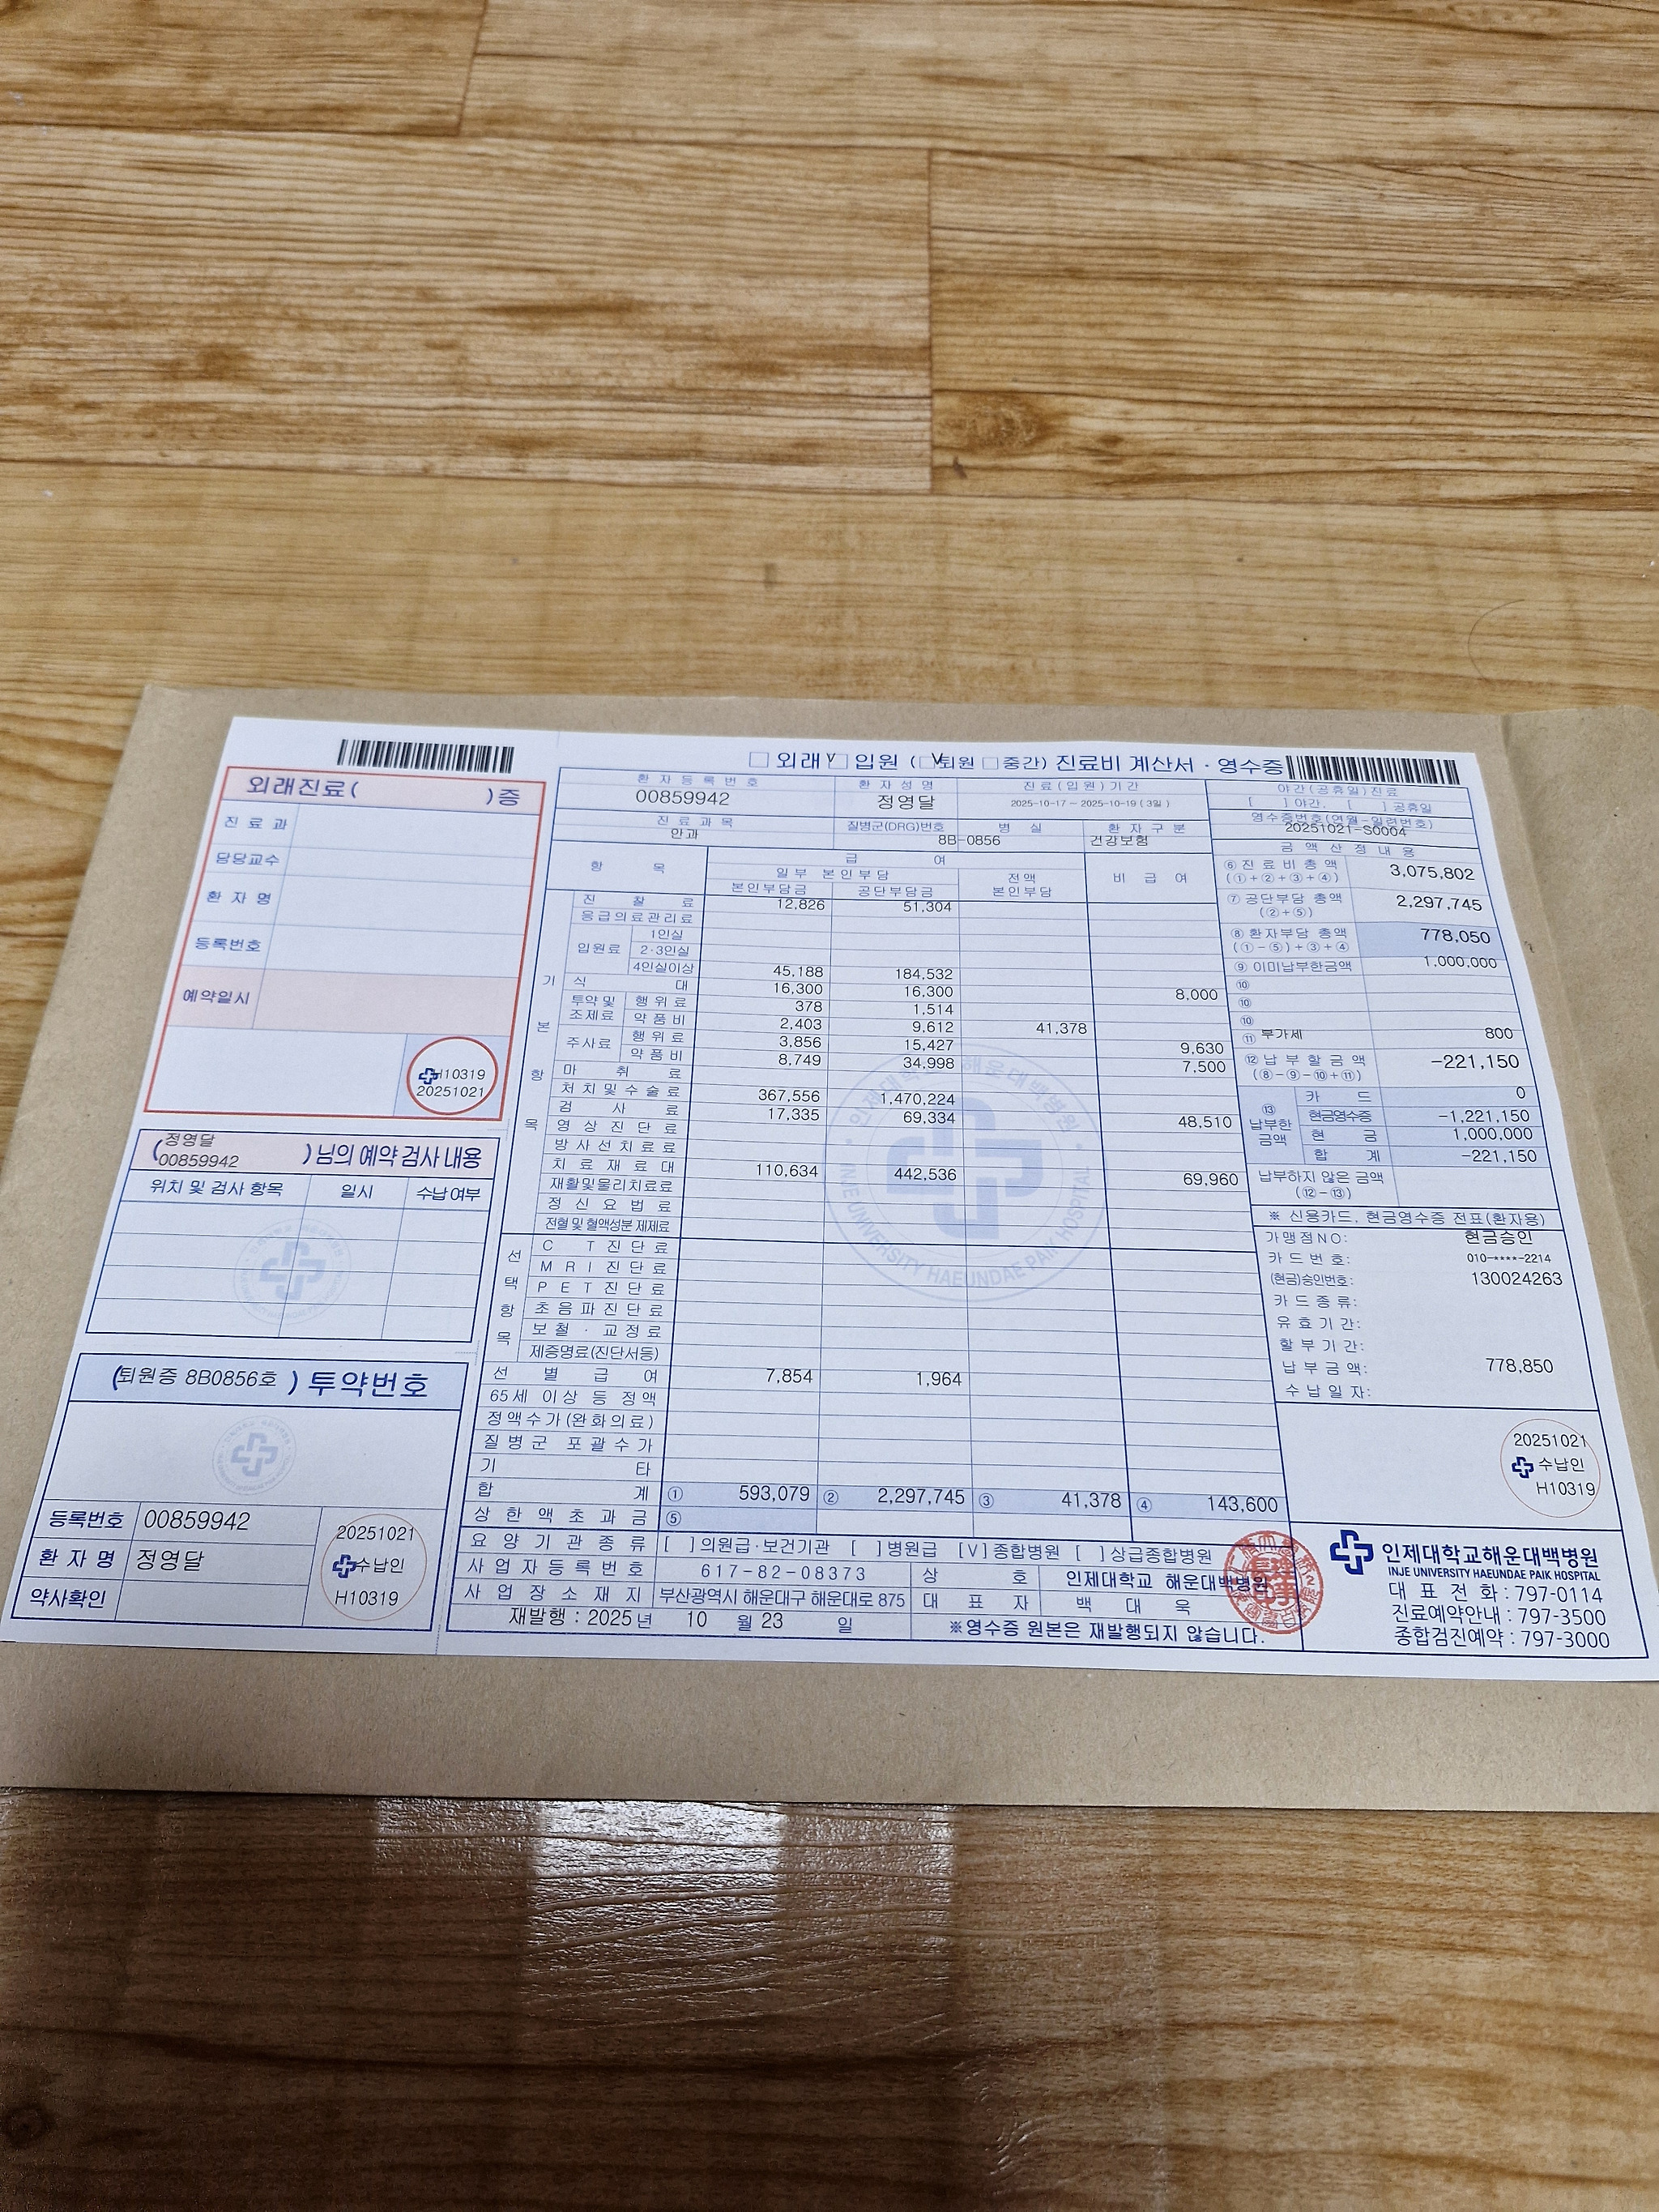 외래진료( )증
진료과
담당교수
환자명
등록번호
예약일시
H10319
20251021
(정영달
00859942 )님의 예약 검사 내용
위치 및 검사 항목 일시 수납 여부
(퇴원증 8B0856호 ) 투약번호
등록번호 00859942
환자명 정영달
약사확인
20251021
수납인
H10319
□ 외래 □ 입원 (□퇴원 □중간) 진료비 계산서 · 영수증
환자등록번호 환자성명 진료(입원)기간 야간(공휴일)진료
00859942 정영달 2025-10-17 ~ 2025-10-19 ( 3일 ) [ ] 야간, [ ] 공휴일
진료과목 질병군(DRG)번호 병실 환자구분 영수증번호(연월-일련번호)
안과 8B-0856 건강보험 20251021-S0004
항목 급여 비급여
일부 본인부담 전액 본인부담
본인부담금 공단부담금
기본항목
진찰료 12,826 51,304
응급의료관리료
입원료 1인실
2·3인실
4인실이상 45,188 184,532
식대 16,300 16,300 8,000
투약 및 조제료 행위료 378 1,514
약품비 2,403 9,612 41,378
주사료 행위료 3,856 15,427 9,630
약품비 8,749 34,998 7,500
마취료
처치및수술료 367,556 1,470,224
검사료 17,335 69,334 48,510
영상진단료
방사선치료료
치료재료대 110,634 442,536 69,960
재활및물리치료료
정신요법료
전혈 및 혈액성분 제제료
선택항목
CT진단료
MRI진단료
PET진단료
초음파진단료
보철·교정료
제증명료(진단서등)
선별급여 7,854 1,964
65세 이상 등 정액
정액수가(완화의료)
질병군 포괄수가
기타
합계 ① 593,079 ② 2,297,745 ③ 41,378 ④ 143,600
상한액초과금 ⑤
요양기관종류 [ ]의원급·보건기관 [ ]병원급 [V]종합병원 [ ]상급종합병원
사업자등록번호 617-82-08373 상호 인제대학교 해운대백병원
사업장소재지 부산광역시 해운대구 해운대로 875 대표자 백대욱
재발행 : 2025년 10월 23일 ※영수증 원본은 재발행되지 않습니다.
금액산정내용
⑥ 진료비총액 (①+②+③+④) 3,075,802
⑦ 공단부담 총액 (②+⑤) 2,297,745
⑧ 환자부담 총액 (①-⑤)+③+④ 778,050
⑨ 이미납부한금액 1,000,000
⑩
⑩
⑩
⑪ 부가세 800
⑫ 납부할금액 (⑧-⑨-⑩+⑪) -221,150
⑬ 납부한 금액
카드 0
현금영수증 -1,221,150
현금 1,000,000
합계 -221,150
납부하지 않은 금액 (⑫-⑬)
※ 신용카드, 현금영수증 전표(환자용)
가맹점NO: 현금승인
카드번호: 010-****-2214
(현금)승인번호: 130024263
카드종류:
유효기간:
할부기간:
납부금액: 778,850
수납일자:
20251021
수납인
H10319
인제대학교해운대백병원
INJE UNIVERSITY HAEUNDAE PAIK HOSPITAL
대표전화 : 797-0114
진료예약안내 : 797-3500
종합검진예약 : 797-3000
인제대학교 해운대백병원
INJE UNIVERSITY HAEUNDAE PAIK HOSPITAL